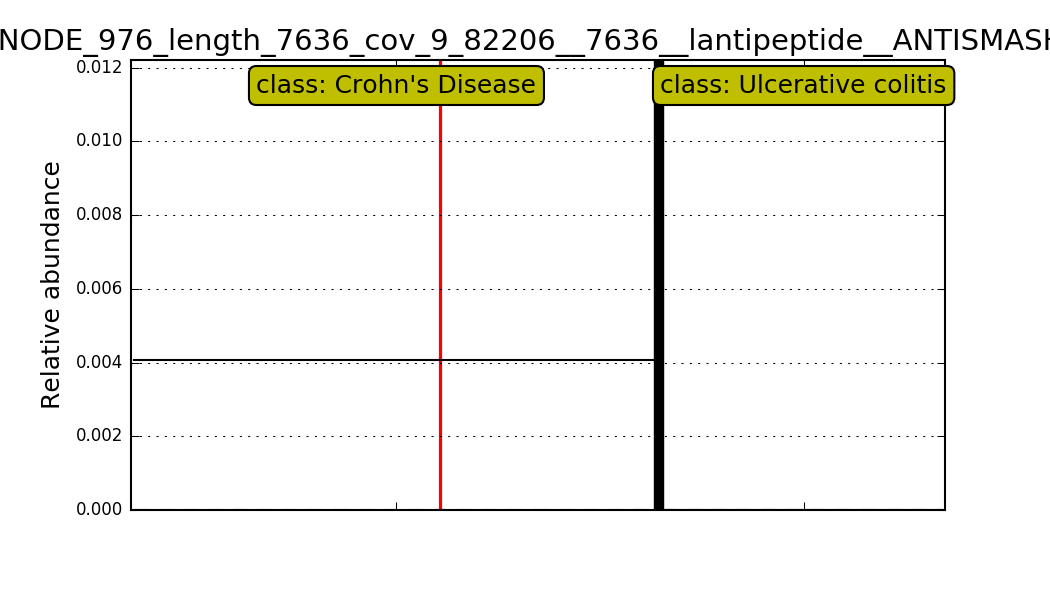 NODE_976_length_7636_cov_9_82206__7636__lantipeptide__ANTISMASH
class: Crohn's Disease
class: Ulcerative colitis
Relative abundance
0.012
0.010
0.008
0.006
0.004
0.002
0.000